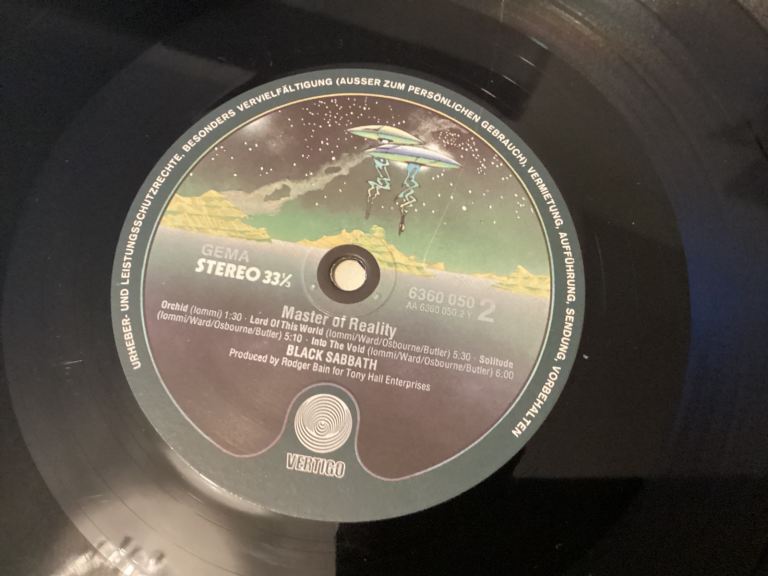 URHEBER- UND LEISTUNGSSCHUTZRECHTE, BESONDERS VERVIELFÄLTIGUNG (AUSSER ZUM PERSÖNLICHEN GEBRAUCH), VERMIETUNG, AUFFÜHRUNG, SENDUNG, VORBEHALTEN
GEMA
STEREO 33⅓
6360 050 2
AA 6360 050 2 Y
Master of Reality
Orchid (Iommi) 1:30 · Lord Of This World (Iommi/Ward/Osbourne/Butler) 5:30 · Solitude
(Iommi/Ward/Osbourne/Butler) 5:10 · Into The Void (Iommi/Ward/Osbourne/Butler) 6:00
BLACK SABBATH
Produced by Rodger Bain for Tony Hall Enterprises
VERTIGO